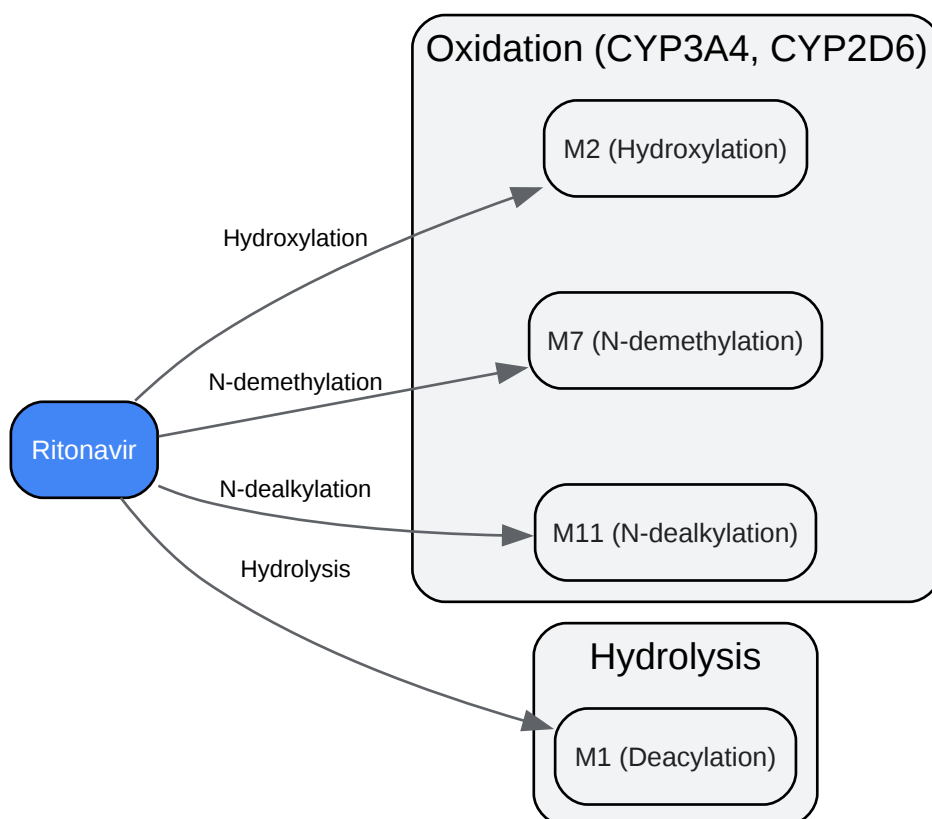 Oxidation (CYP3A4, CYP2D6)
M2 (Hydroxylation)
Hydroxylation
M7 (N-demethylation)
N-demethylation
Ritonavir
N-dealkylation
M11 (N-dealkylation)
Hydrolysis
Hydrolysis
M1 (Deacylation)